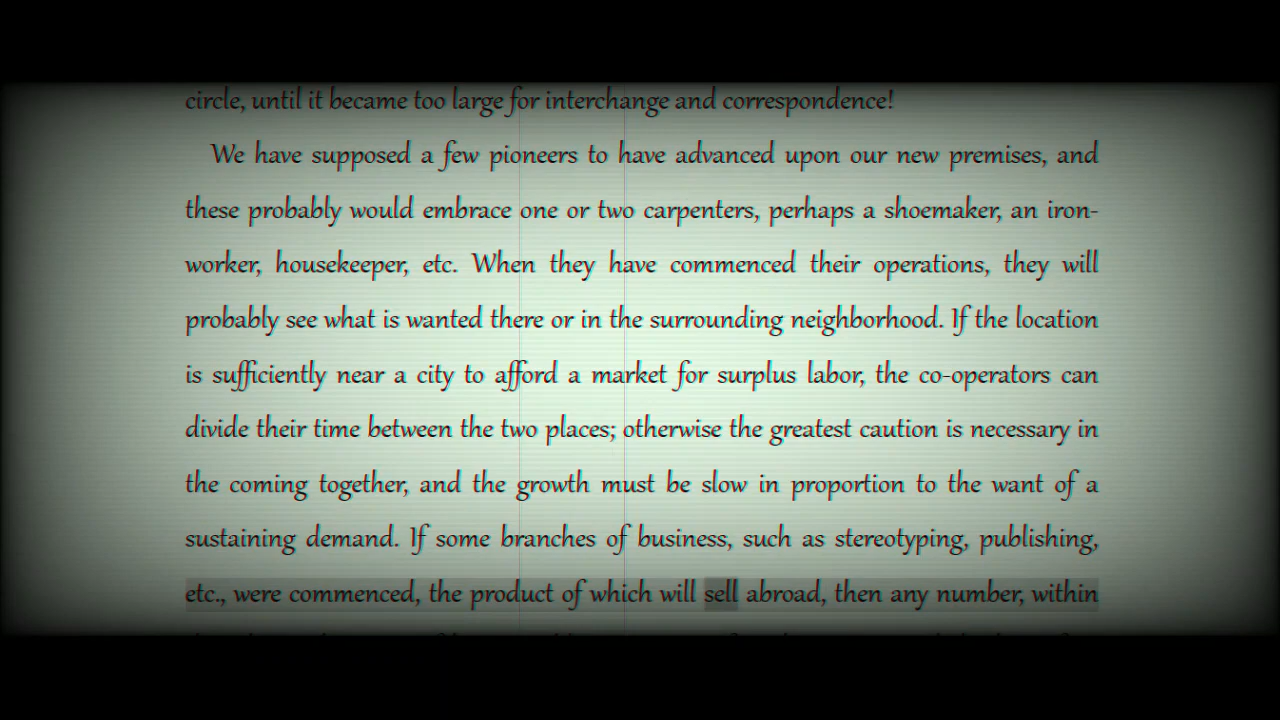 circle, until it became too large for interchange and correspondence!
We have supposed a few pioneers to have advanced upon our new premises, and
these probably would embrace one or two carpenters, perhaps a shoemaker, an iron-
worker, housekeeper, etc. When they have commenced their operations, they will
probably see what is wanted there or in the surrounding neighborhood. If the location
is sufficiently near a city to afford a market for surplus labor, the co-operators can
divide their time between the two places; otherwise the greatest caution is necessary in
the coming together, and the growth must be slow in proportion to the want of a
sustaining demand. If some branches of business, such as stereotyping, publishing,
etc., were commenced, the product of which will sell abroad, then any number, within